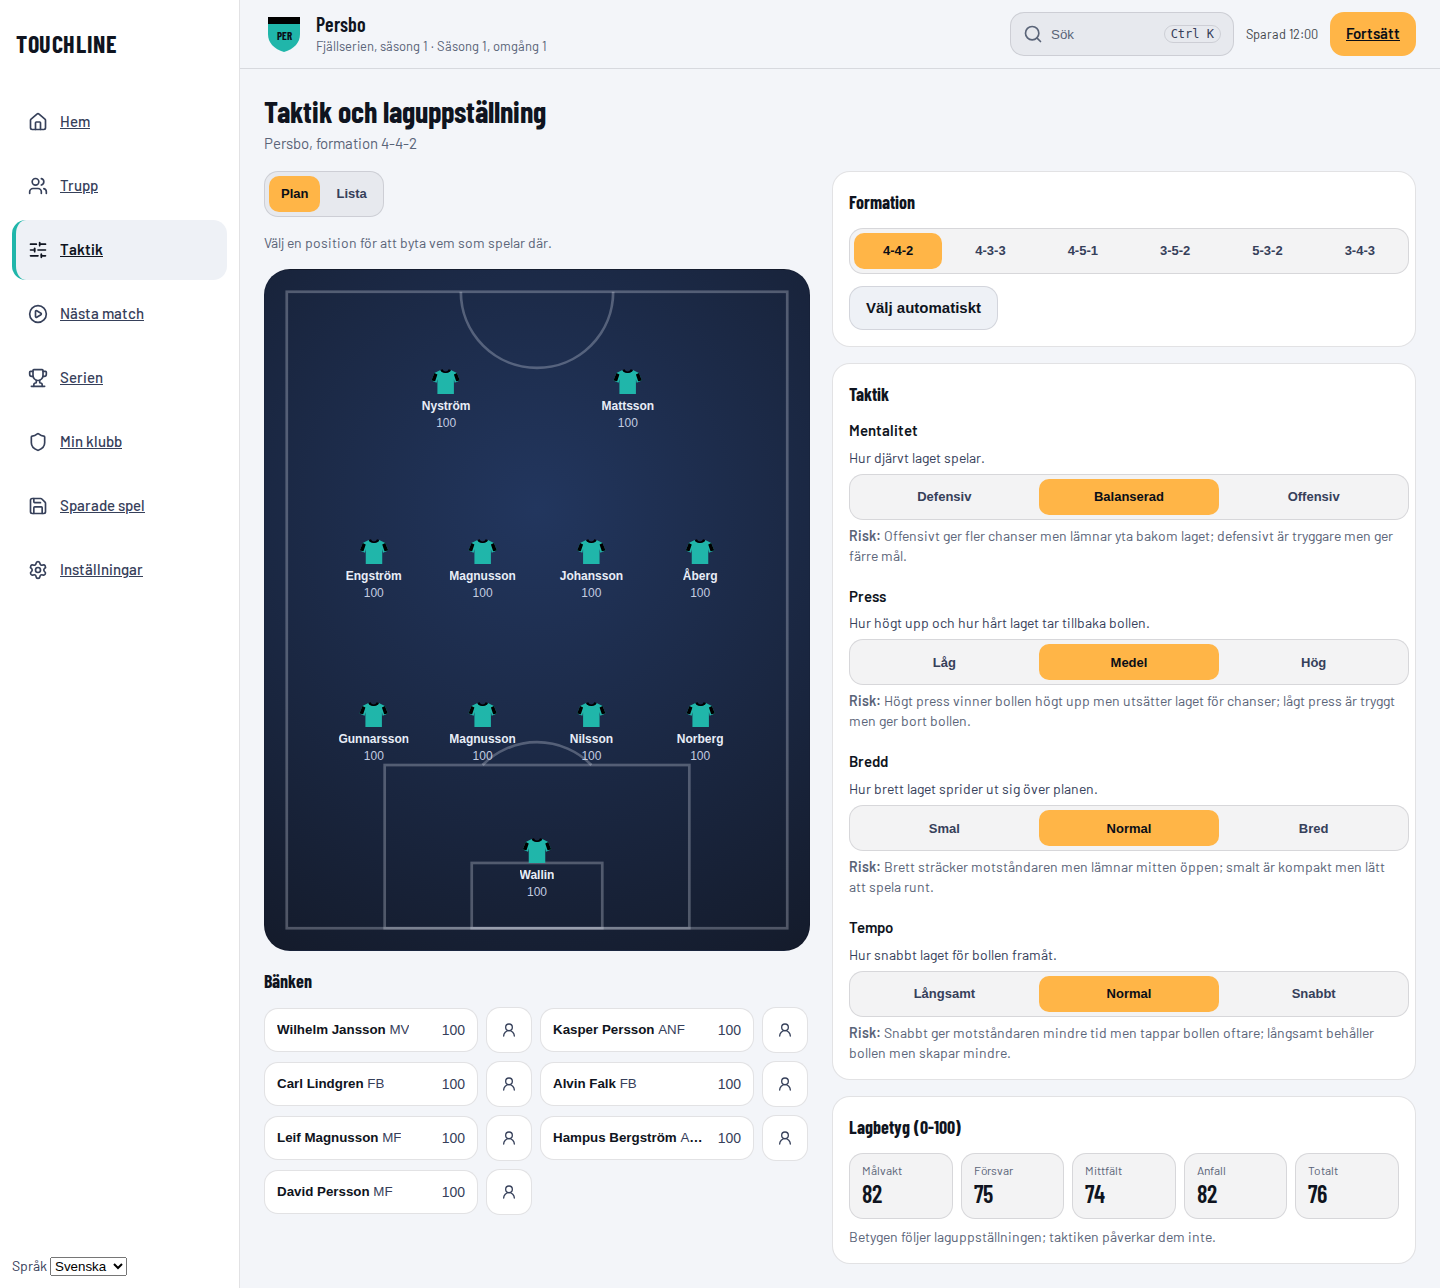 TOUCHLINE
Hem
Trupp
Taktik
Nästa match
Serien
Min klubb
Sparade spel
Inställningar
Språk Svenska
PER
Persbo
Fjällserien, säsong 1 · Säsong 1, omgång 1
Sök Ctrl K
Sparad 12:00
Fortsätt
Taktik och laguppställning
Persbo, formation 4-4-2
Plan Lista
Välj en position för att byta vem som spelar där.
Nyström Mattsson
100 100
Engström Magnusson Johansson Åberg
100 100 100 100
Gunnarsson Magnusson Nilsson Norberg
100 100 100 100
Wallin
100
Bänken
Wilhelm Jansson MV 100 Kasper Persson ANF 100
Carl Lindgren FB 100 Alvin Falk FB 100
Leif Magnusson MF 100 Hampus Bergström A... 100
David Persson MF 100
Formation
4-4-2 4-3-3 4-5-1 3-5-2 5-3-2 3-4-3
Välj automatiskt
Taktik
Mentalitet
Hur djärvt laget spelar.
Defensiv Balanserad Offensiv
Risk: Offensivt ger fler chanser men lämnar yta bakom laget; defensivt är tryggare men ger
färre mål.
Press
Hur högt upp och hur hårt laget tar tillbaka bollen.
Låg Medel Hög
Risk: Högt press vinner bollen högt upp men utsätter laget för chanser; lågt press är tryggt
men ger bort bollen.
Bredd
Hur brett laget sprider ut sig över planen.
Smal Normal Bred
Risk: Brett sträcker motståndaren men lämnar mitten öppen; smalt är kompakt men lätt
att spela runt.
Tempo
Hur snabbt laget för bollen framåt.
Långsamt Normal Snabbt
Risk: Snabbt ger motståndaren mindre tid men tappar bollen oftare; långsamt behåller
bollen men skapar mindre.
Lagbetyg (0-100)
Målvakt Försvar Mittfält Anfall Totalt
82 75 74 82 76
Betygen följer laguppställningen; taktiken påverkar dem inte.